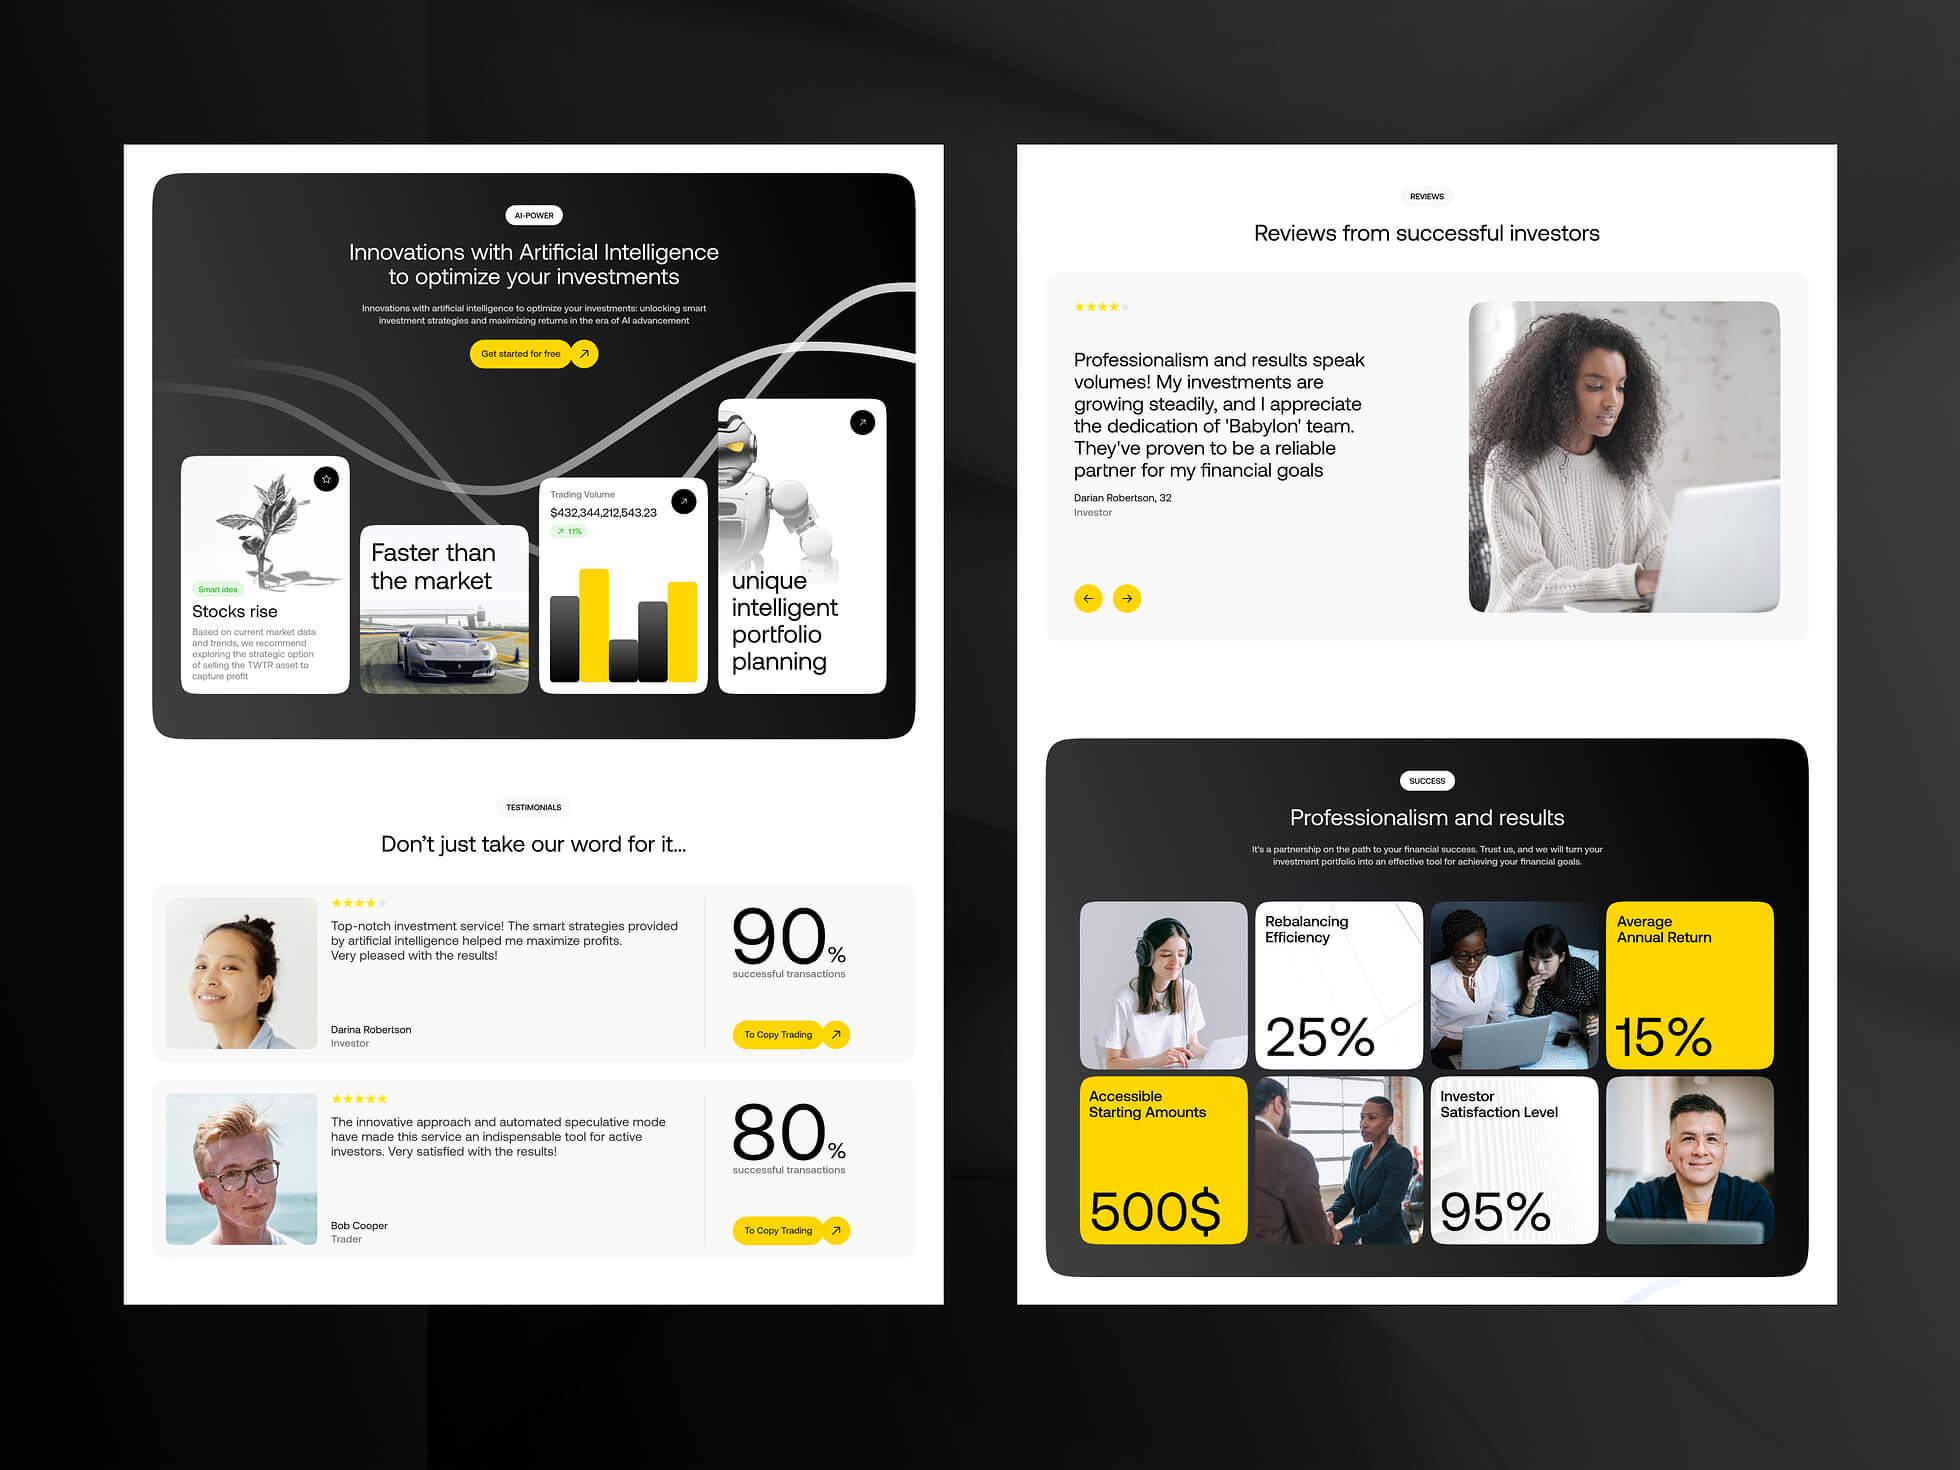 AI-POWER
Innovations with Artificial Intelligence
to optimize your investments
Innovations with artificial intelligence to optimize your investments: unlocking smart
investment strategies and maximizing returns in the era of AI advancement
Get started for free
Smart idea
Stocks rise
Based on current market data
and trends, we recommend
exploring the strategic option
of selling the TWTR asset to
capture profit
Faster than
the market
Trading Volume
$432,344,212,543.23
11%
unique
intelligent
portfolio
planning
TESTIMONIALS
Don’t just take our word for it...
Top-notch investment service! The smart strategies provided
by artificial intelligence helped me maximize profits.
Very pleased with the results!
Darina Robertson
Investor
90%
successful transactions
To Copy Trading
The innovative approach and automated speculative mode
have made this service an indispensable tool for active
investors. Very satisfied with the results!
Bob Cooper
Trader
80%
successful transactions
To Copy Trading
REVIEWS
Reviews from successful investors
Professionalism and results speak
volumes! My investments are
growing steadily, and I appreciate
the dedication of 'Babylon' team.
They've proven to be a reliable
partner for my financial goals
Darian Robertson, 32
Investor
SUCCESS
Professionalism and results
It's a partnership on the path to your financial success. Trust us, and we will turn your
investment portfolio into an effective tool for achieving your financial goals.
Rebalancing
Efficiency
25%
Average
Annual Return
15%
Accessible
Starting Amounts
500$
Investor
Satisfaction Level
95%